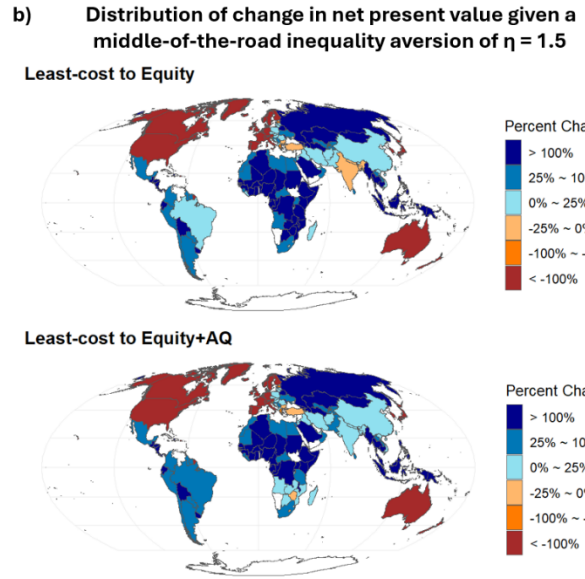 b) Distribution of change in net present value given a
middle-of-the-road inequality aversion of η = 1.5
Least-cost to Equity
Percent Cha
> 100%
25% ~ 10
0% ~ 25%
-25% ~ 0%
-100% ~ -
< -100%
Least-cost to Equity+AQ
Percent Cha
> 100%
25% ~ 10
0% ~ 25%
-25% ~ 0%
-100% ~ -
< -100%